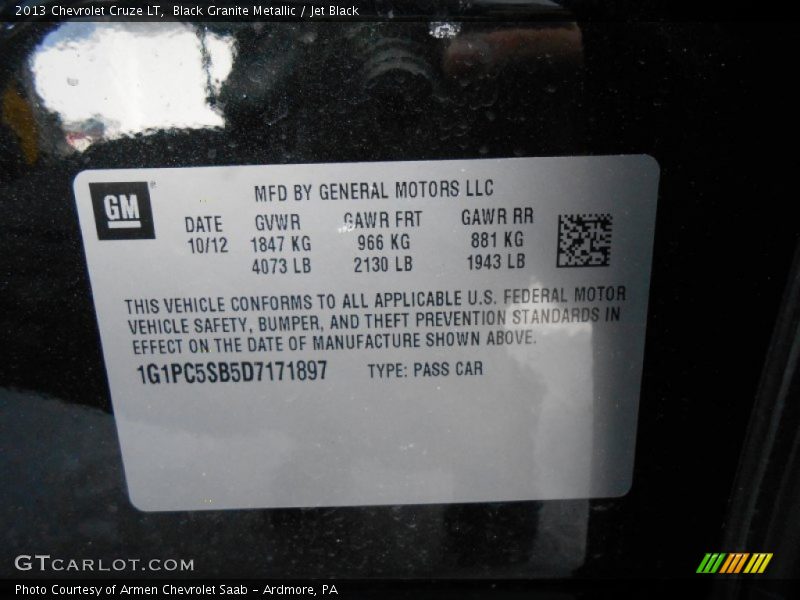 2013 Chevrolet Cruze LT,  Black Granite Metallic / Jet Black
GM
MFD BY GENERAL MOTORS LLC
DATE GVWR GAWR FRT GAWR RR
10/12 1847 KG 966 KG 881 KG
4073 LB 2130 LB 1943 LB
THIS VEHICLE CONFORMS TO ALL APPLICABLE U.S. FEDERAL MOTOR
VEHICLE SAFETY, BUMPER, AND THEFT PREVENTION STANDARDS IN
EFFECT ON THE DATE OF MANUFACTURE SHOWN ABOVE.
1G1PC5SB5D7171897 TYPE: PASS CAR
GTCARLOT.COM
Photo Courtesy of Armen Chevrolet Saab - Ardmore, PA